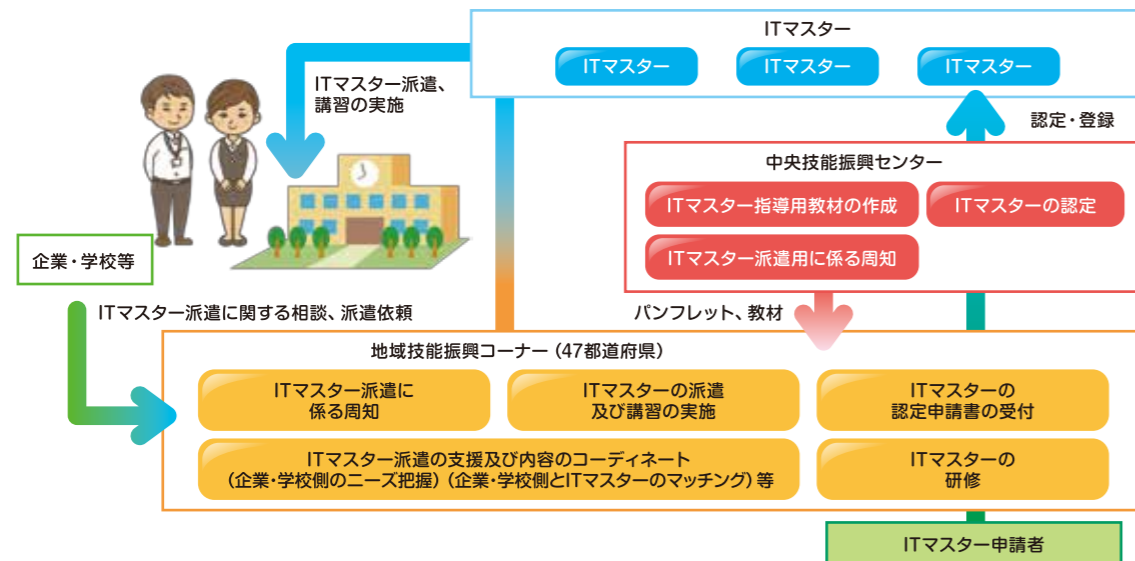 ITマスター
ITマスター
ITマスター
ITマスター
ITマスター派遣、
講習の実施
認定・登録
中央技能振興センター
ITマスター指導用教材の作成
ITマスターの認定
ITマスター派遣用に係る周知
企業・学校等
ITマスター派遣に関する相談、派遣依頼
パンフレット、教材
地域技能振興コーナー（47都道府県）
ITマスター派遣に
係る周知
ITマスターの派遣
及び講習の実施
ITマスターの
認定申請書の受付
ITマスター派遣の支援及び内容のコーディネート
（企業・学校側のニーズ把握）（企業・学校側とITマスターのマッチング）等
ITマスターの
研修
ITマスター申請者